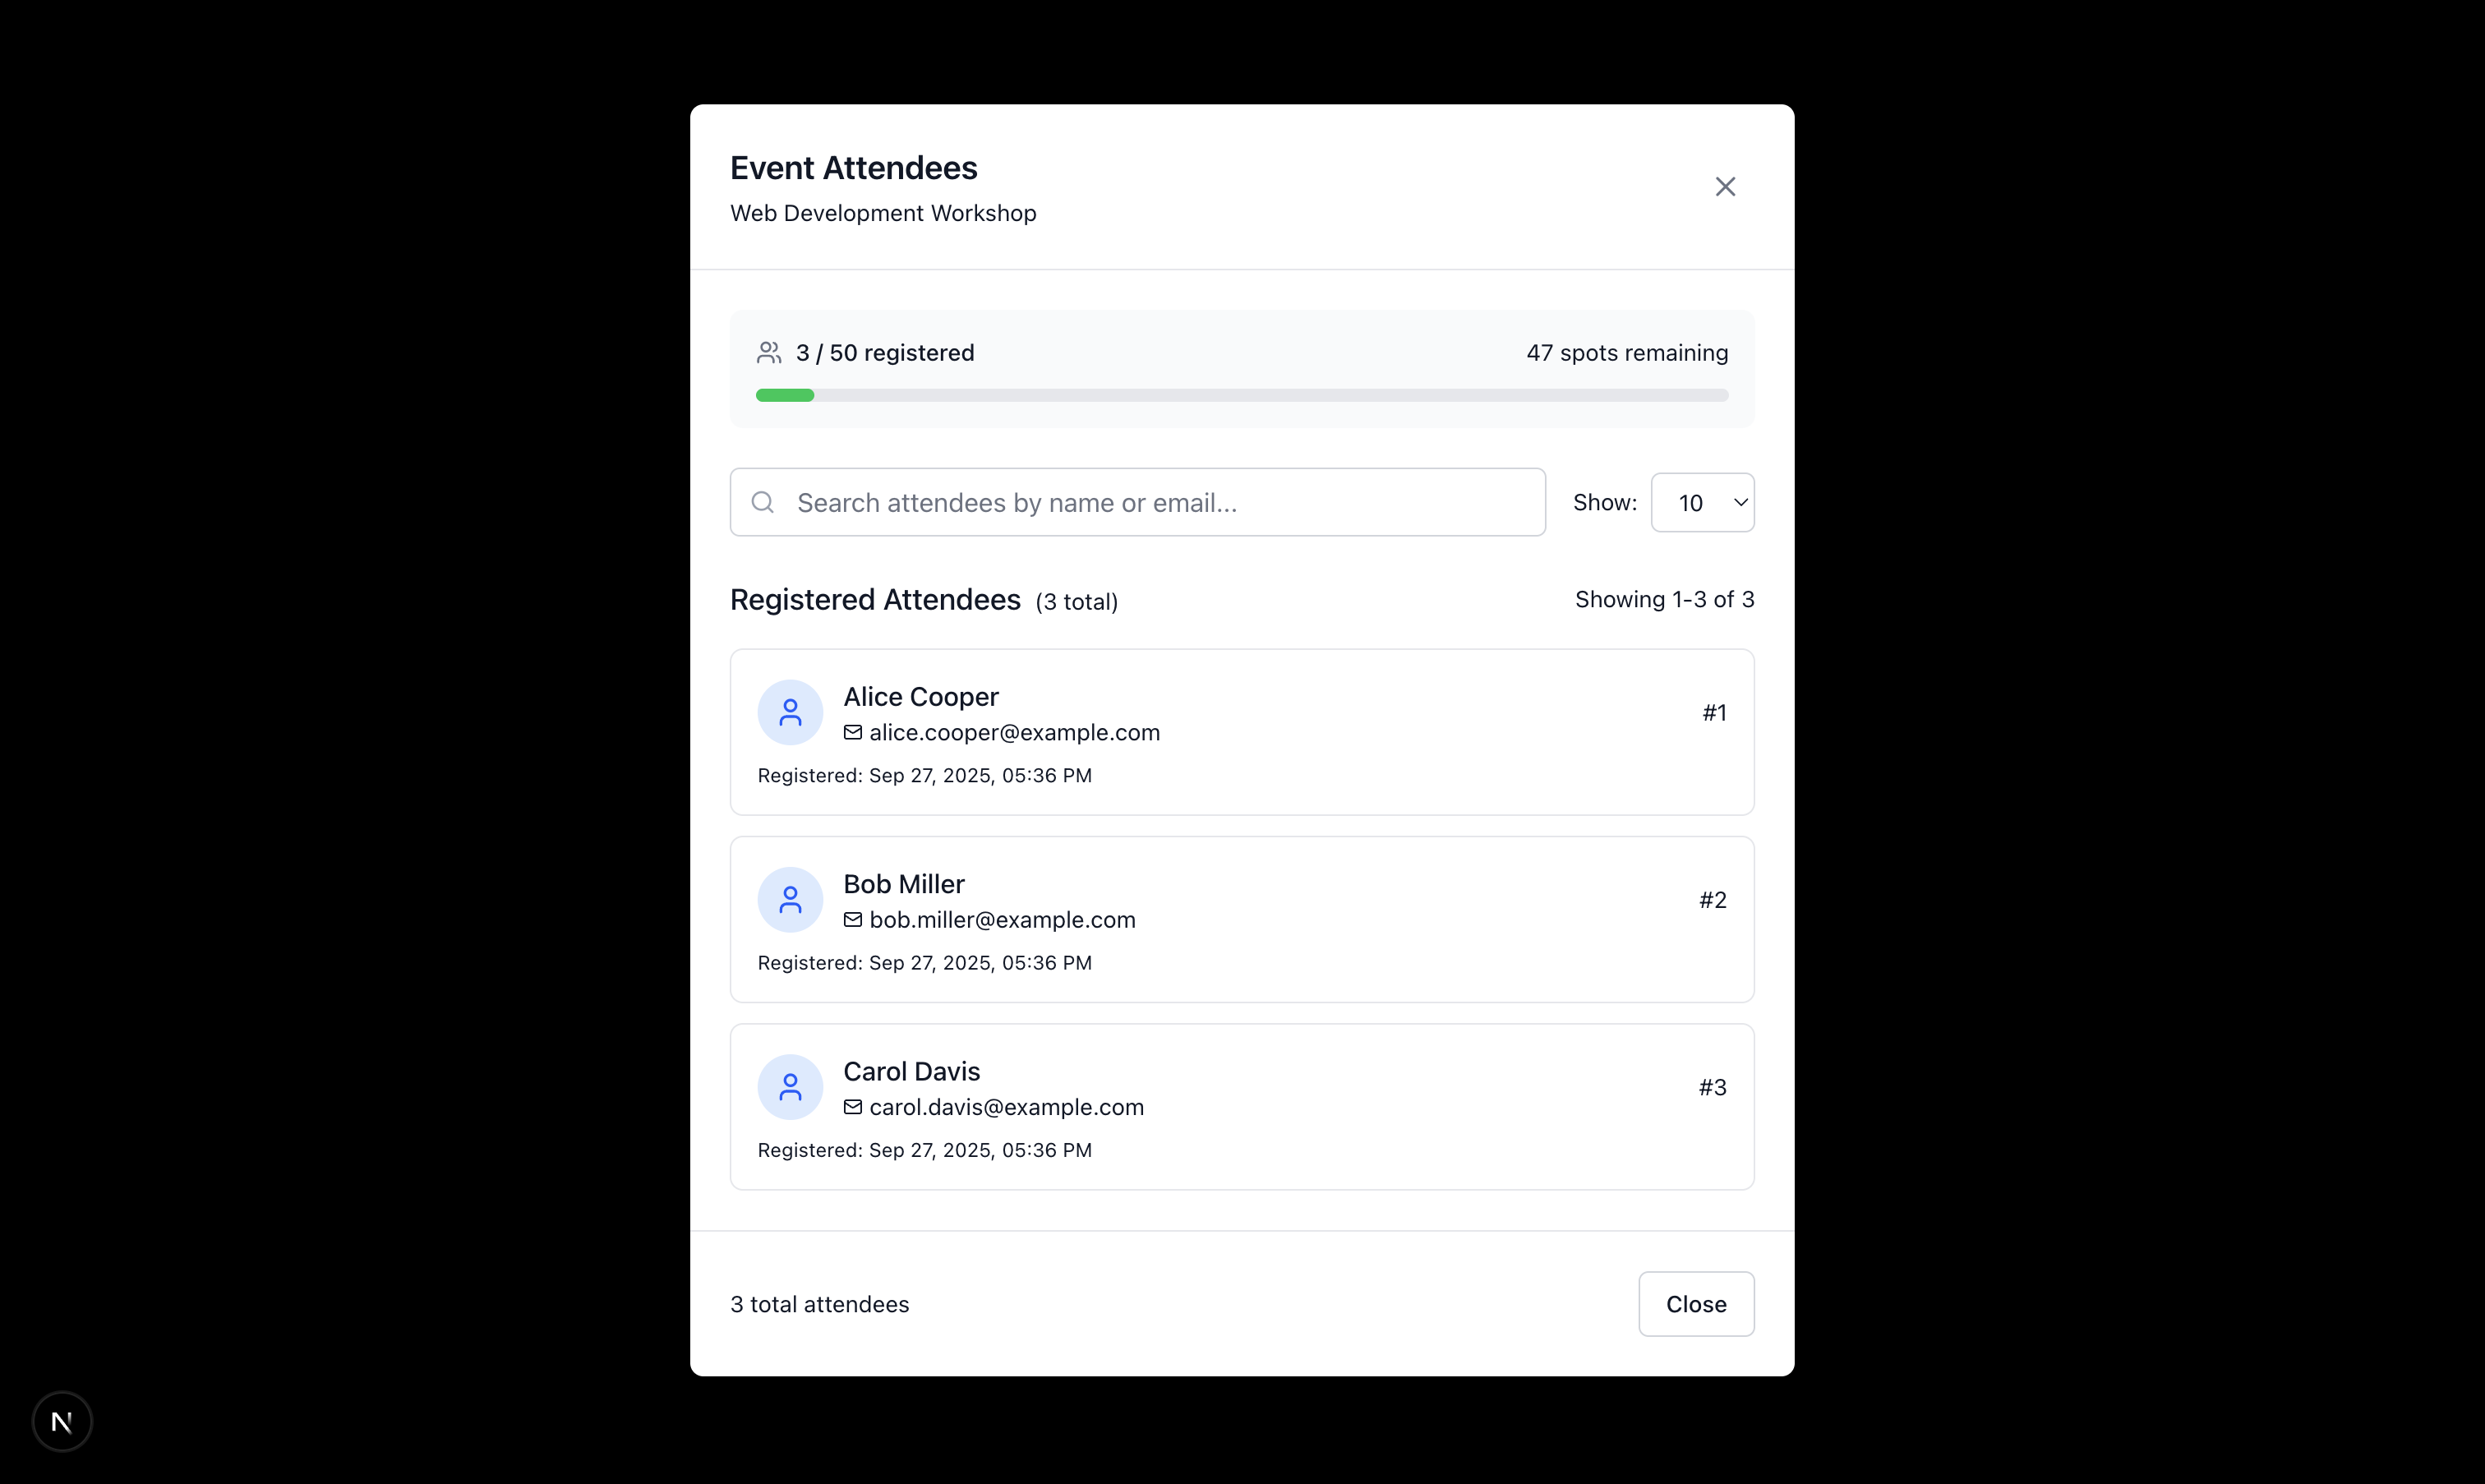 Event Attendees
Web Development Workshop
3 / 50 registered
47 spots remaining
Search attendees by name or email...
Show:
10
Registered Attendees (3 total)
Showing 1-3 of 3
Alice Cooper
alice.cooper@example.com
#1
Registered: Sep 27, 2025, 05:36 PM
Bob Miller
bob.miller@example.com
#2
Registered: Sep 27, 2025, 05:36 PM
Carol Davis
carol.davis@example.com
#3
Registered: Sep 27, 2025, 05:36 PM
3 total attendees
Close
N